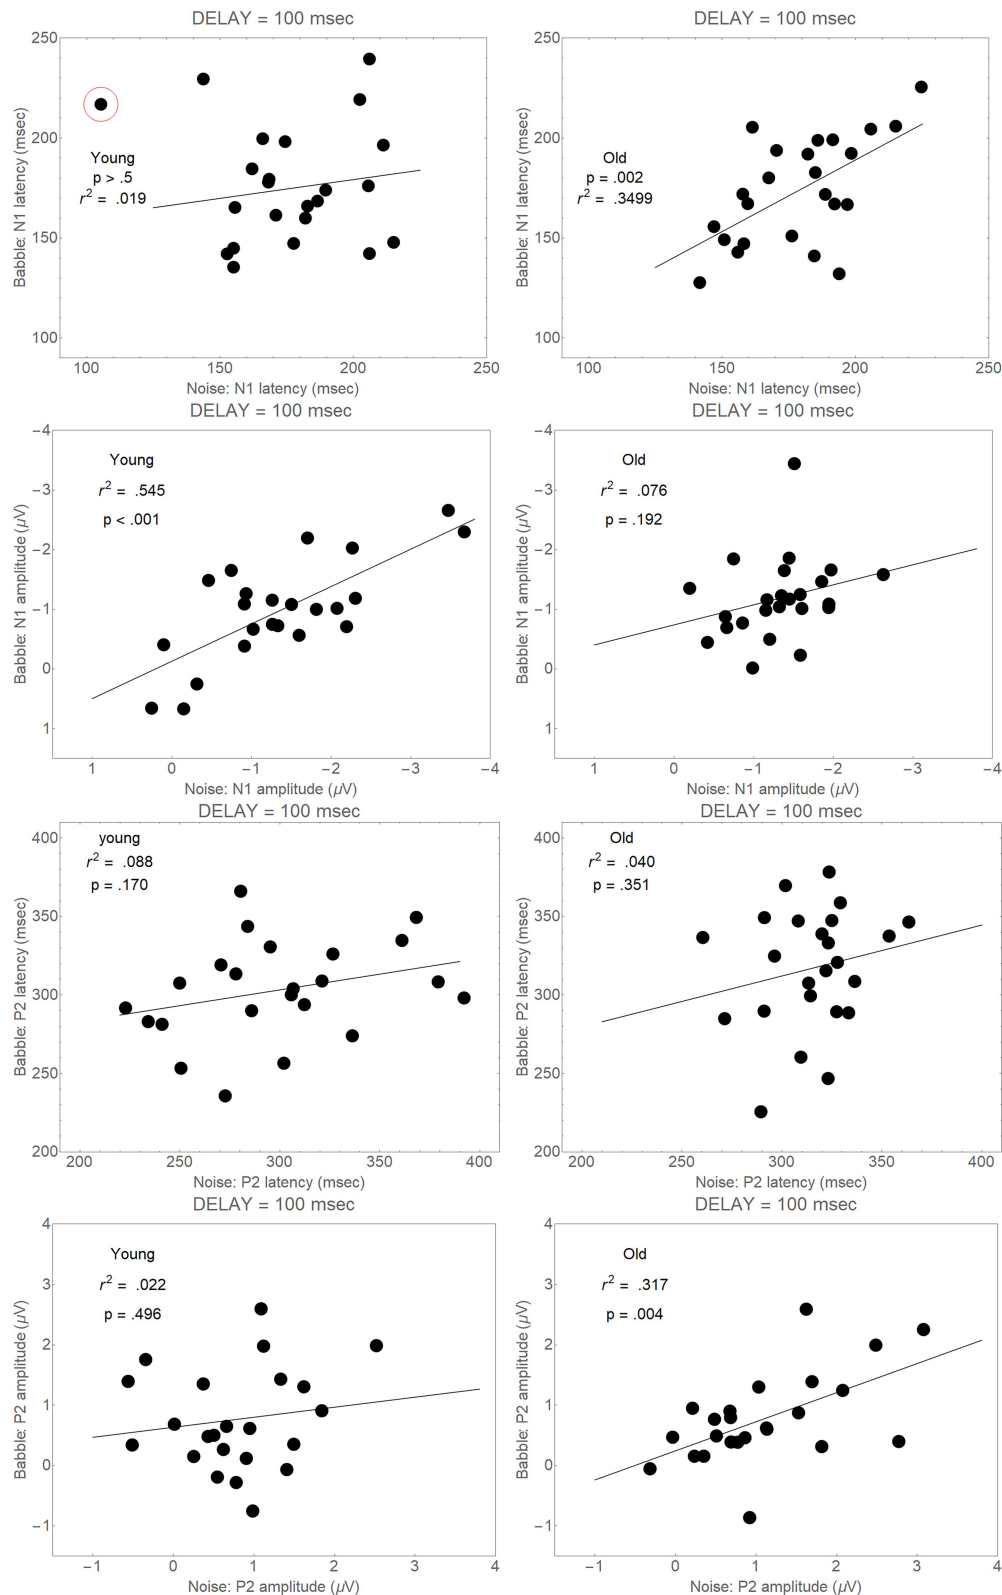 DELAY = 100 msec
250
200
150
100
Babble: N1 latency (msec)
Young
p > .5
r² = .019
100
150
200
250
Noise: N1 latency (msec)
DELAY = 100 msec
250
200
150
100
Babble: N1 latency (msec)
Old
p = .002
r² = .3499
100
150
200
250
Noise: N1 latency (msec)
DELAY = 100 msec
−4
−3
−2
−1
0
1
Babble: N1 amplitude (μV)
Young
r² = .545
p < .001
1
0
−1
−2
−3
−4
Noise: N1 amplitude (μV)
DELAY = 100 msec
−4
−3
−2
−1
0
1
Babble: N1 amplitude (μV)
Old
r² = .076
p = .192
1
0
−1
−2
−3
−4
Noise: N1 amplitude (μV)
DELAY = 100 msec
400
350
300
250
200
Babble: P2 latency (msec)
young
r² = .088
p = .170
200
250
300
350
400
Noise: P2 latency (msec)
DELAY = 100 msec
400
350
300
250
200
Babble: P2 latency (msec)
Old
r² = .040
p = .351
200
250
300
350
400
Noise: P2 latency (msec)
DELAY = 100 msec
4
3
2
1
0
−1
Babble: P2 amplitude (μV)
Young
r² = .022
p = .496
−1
0
1
2
3
4
Noise: P2 amplitude (μV)
DELAY = 100 msec
4
3
2
1
0
−1
Babble: P2 amplitude (μV)
Old
r² = .317
p = .004
−1
0
1
2
3
4
Noise: P2 amplitude (μV)